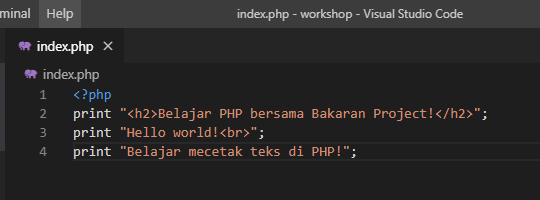 minal Help index.php - workshop - Visual Studio Code
index.php ×
index.php
1 <?php
2 print "<h2>Belajar PHP bersama Bakaran Project!</h2>";
3 print "Hello world!<br>";
4 print "Belajar mecetak teks di PHP!";